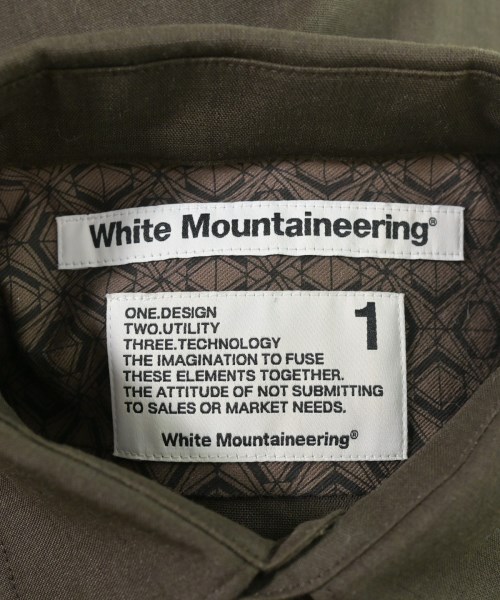 White Mountaineering®
1
ONE.DESIGN
TWO.UTILITY
THREE.TECHNOLOGY
THE IMAGINATION TO FUSE
THESE ELEMENTS TOGETHER.
THE ATTITUDE OF NOT SUBMITTING
TO SALES OR MARKET NEEDS.
White Mountaineering®